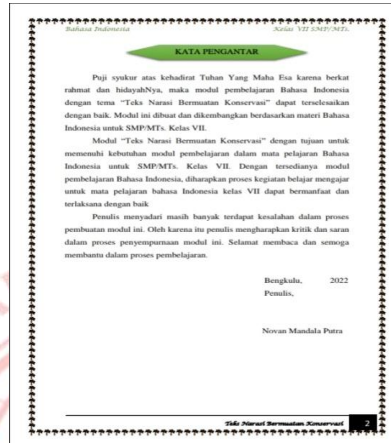 Bahasa Indonesia Kelas VII SMP/MTs.
KATA PENGANTAR
Puji syukur atas kehadirat Tuhan Yang Maha Esa karena berkat
rahmat dan hidayahNya, maka modul pembelajaran Bahasa Indonesia
dengan tema “Teks Narasi Bermuatan Konservasi” dapat terselesaikan
dengan baik. Modul ini dibuat dan dikembangkan berdasarkan materi Bahasa
Indonesia untuk SMP/MTs. Kelas VII.
Modul “Teks Narasi Bermuatan Konservasi” dengan tujuan untuk
memenuhi kebutuhan modul pembelajaran dalam mata pelajaran Bahasa
Indonesia untuk SMP/MTs. Kelas VII. Dengan tersedianya modul
pembelajaran Bahasa Indonesia, diharapkan proses kegiatan belajar mengajar
untuk mata pelajaran bahasa Indonesia kelas VII dapat bermanfaat dan
terlaksana dengan baik
Penulis menyadari masih banyak terdapat kesalahan dalam proses
pembuatan modul ini. Oleh karena itu penulis mengharapkan kritik dan saran
dalam proses penyempurnaan modul ini. Selamat membaca dan semoga
membantu dalam proses pembelajaran.
Bengkulu, 2022
Penulis,
Novan Mandala Putra
Teks Narasi Bermuatan Konservasi 2